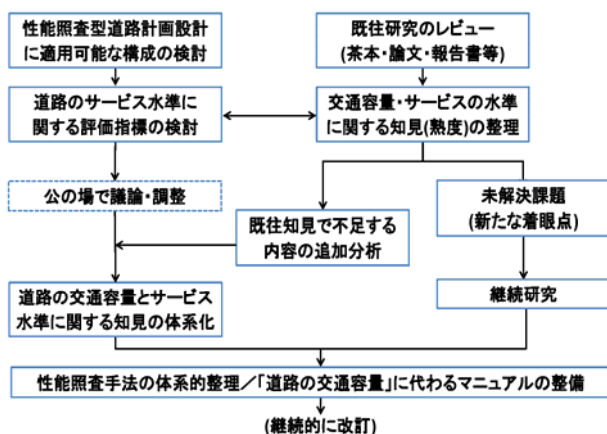 性能照査型道路計画設計
に適用可能な構成の検討
既往研究のレビュー
(茶本・論文・報告書等)
道路のサービス水準に
関する評価指標の検討
交通容量・サービスの水準
に関する知見(熟度)の整理
公の場で議論・調整
既往知見で不足する
内容の追加分析
未解決課題
(新たな着眼点)
道路の交通容量とサービス
水準に関する知見の体系化
継続研究
性能照査手法の体系的整理／「道路の交通容量」に代わるマニュアルの整備
(継続的に改訂)